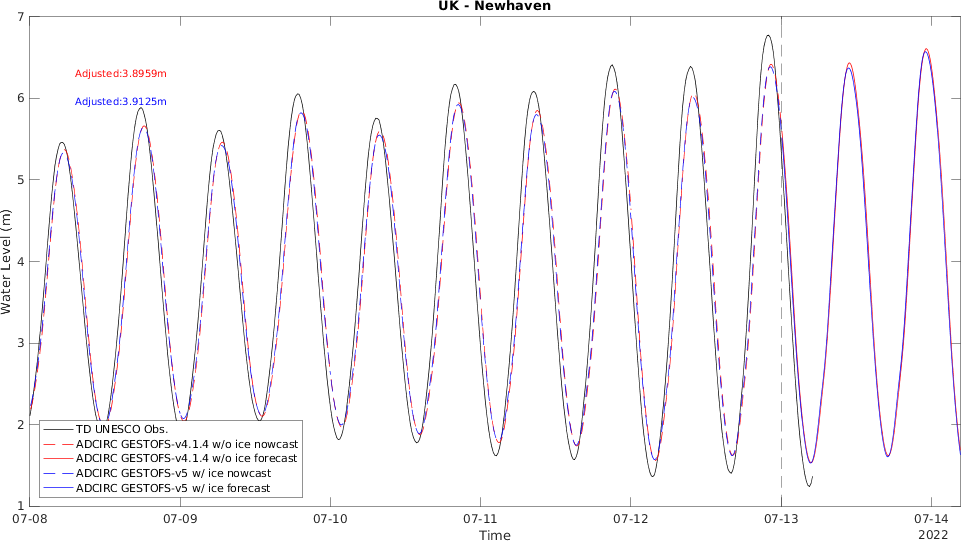 UK - Newhaven
7
6
5
4
3
2
1
Water Level (m)
Adjusted:3.8959m
Adjusted:3.9125m
TD UNESCO Obs.
ADCIRC GESTOFS-v4.1.4 w/o ice nowcast
ADCIRC GESTOFS-v4.1.4 w/o ice forecast
ADCIRC GESTOFS-v5 w/ ice nowcast
ADCIRC GESTOFS-v5 w/ ice forecast
07-08 07-09 07-10 07-11 07-12 07-13 07-14
Time 2022